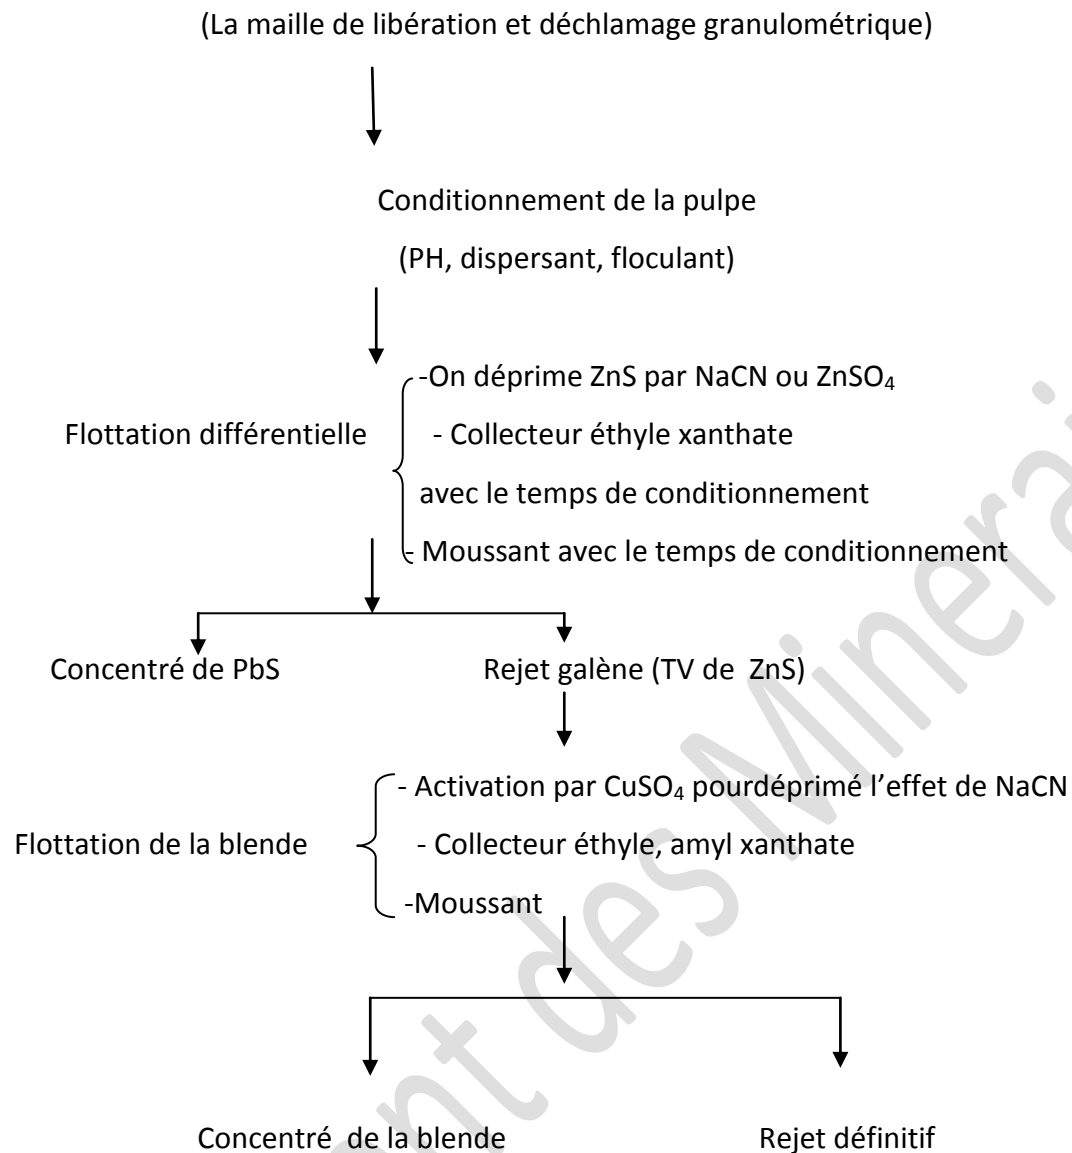 (La maille de libération et déchlamage granulométrique)
Conditionnement de la pulpe
(PH, dispersant, floculant)
-On déprime ZnS par NaCN ou ZnSO₄
Flottation différentielle
- Collecteur éthyle xanthate
avec le temps de conditionnement
- Moussant avec le temps de conditionnement
Concentré de PbS
Rejet galène (TV de ZnS)
- Activation par CuSO₄ pourdéprimé l’effet de NaCN
Flottation de la blende
- Collecteur éthyle, amyl xanthate
-Moussant
Concentré de la blende
Rejet définitif
des Minerai